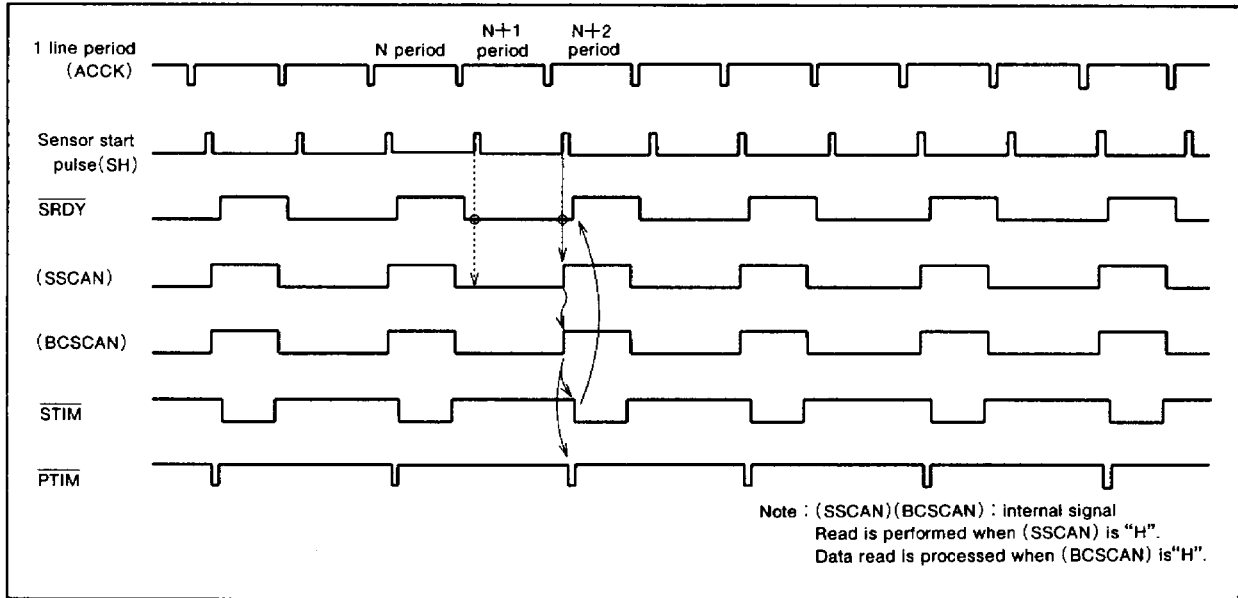 1 line period
(ACCK)
N period
N+1
period
N+2
period
Sensor start
pulse(SH)
SRDY
(SSCAN)
(BCSCAN)
STIM
PTIM
Note : (SSCAN)(BCSCAN) : internal signal
Read is performed when (SSCAN) is “H”.
Data read is processed when (BCSCAN) is“H”.